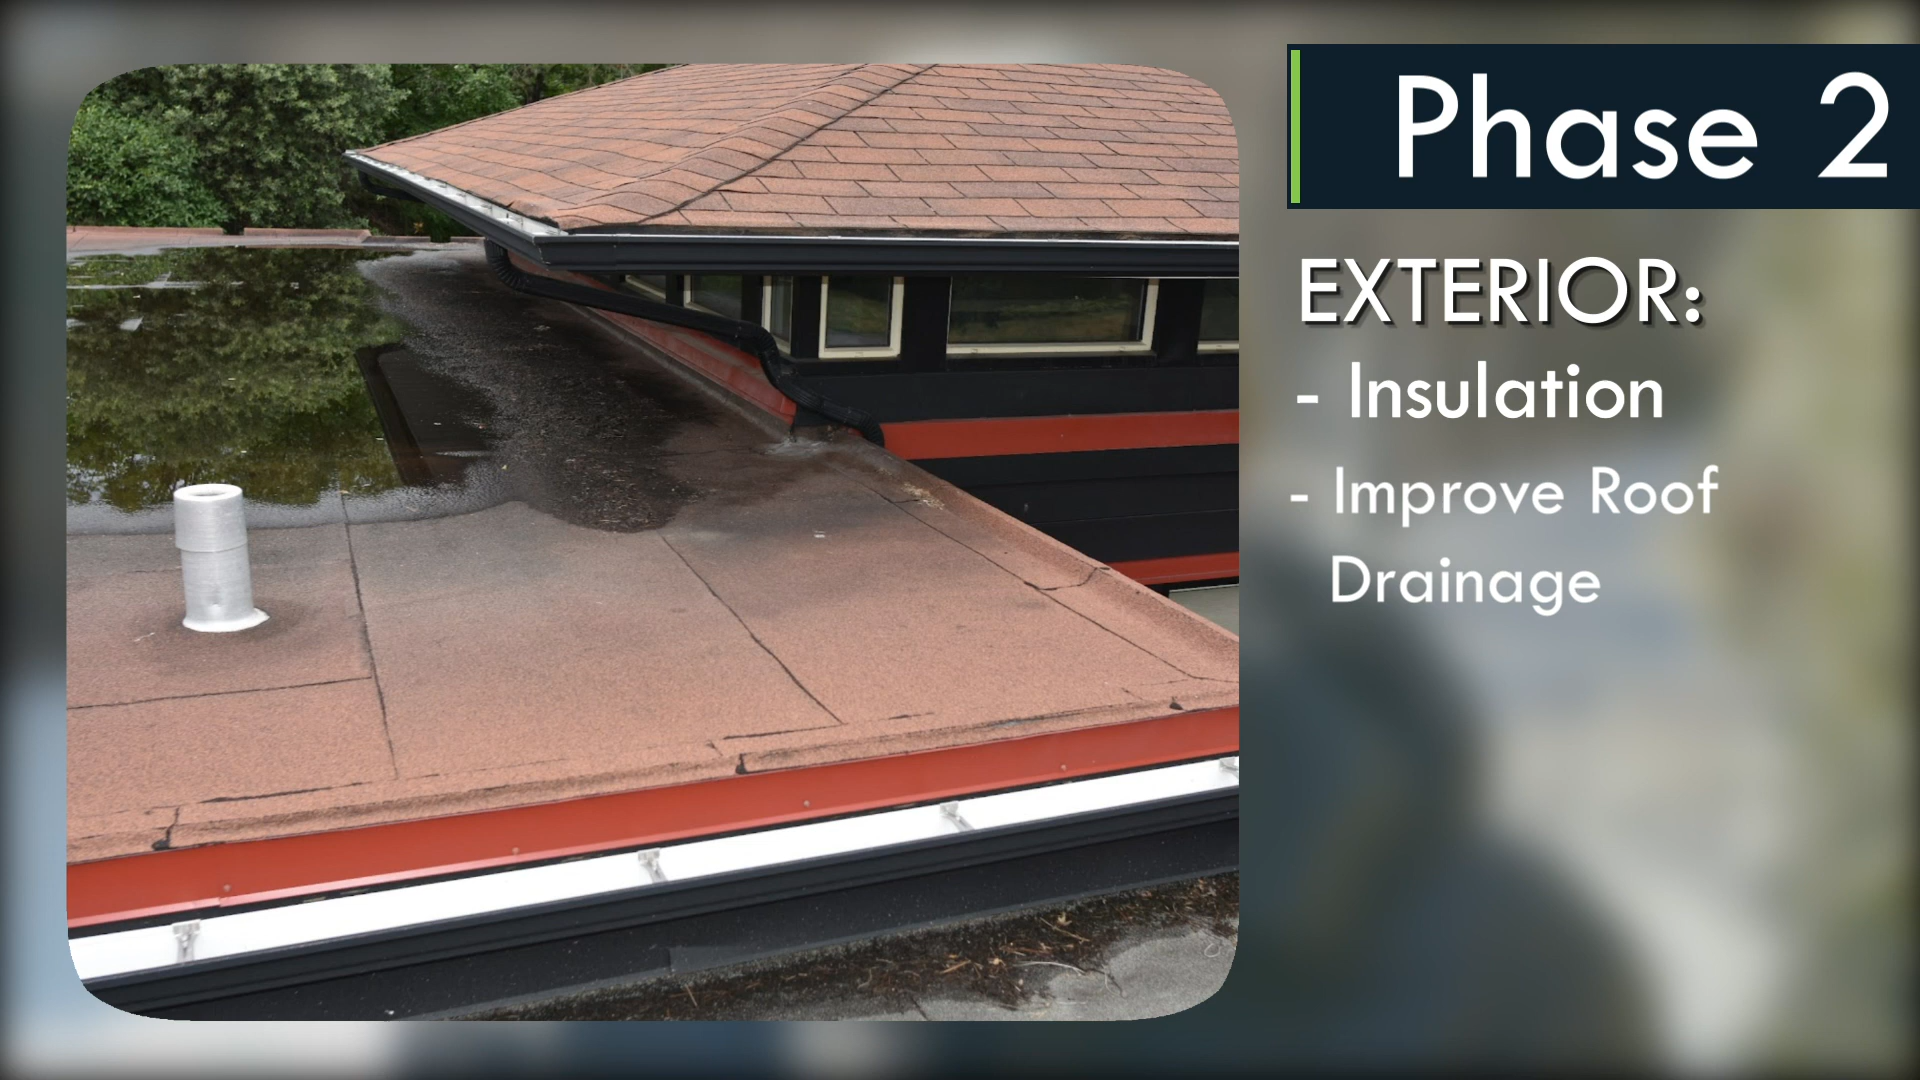 Phase 2
EXTERIOR:
- Insulation
- Improve Roof
Drainage